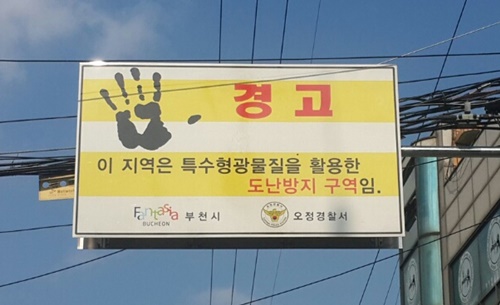 경고
이 지역은 특수형광물질을 활용한
도난방지 구역임.
Fantasia BUCHEON 부천시 오정경찰서